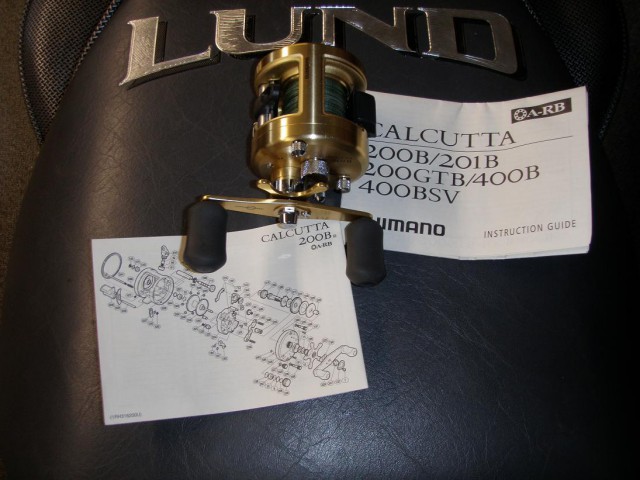 LUND
A-RB
CALCUTTA
200B/201B
200GTB/400B
400BSV
SHIMANO INSTRUCTION GUIDE
CALCUTTA
200B
A-RB